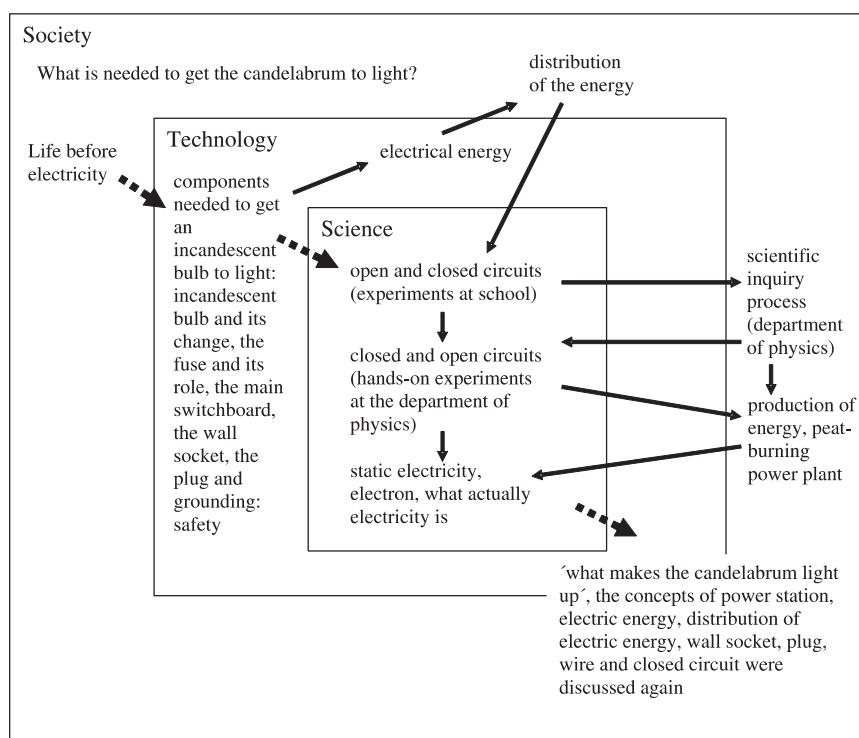 Society
What is needed to get the candelabrum to light?
distribution
of the energy
Technology
electrical energy
Life before
electricity
components
needed to get
an
incandescent
bulb to light:
incandescent
bulb and its
change, the
fuse and its
role, the main
switchboard,
the wall
socket, the
plug and
grounding:
safety
Science
open and closed circuits
(experiments at school)
closed and open circuits
(hands-on experiments
at the department of
physics)
static electricity,
electron, what actually
electricity is
scientific
inquiry
process
(department
of physics)
production of
energy, peat-
burning
power plant
´what makes the candelabrum light
up´, the concepts of power station,
electric energy, distribution of
electric energy, wall socket, plug,
wire and closed circuit were
discussed again